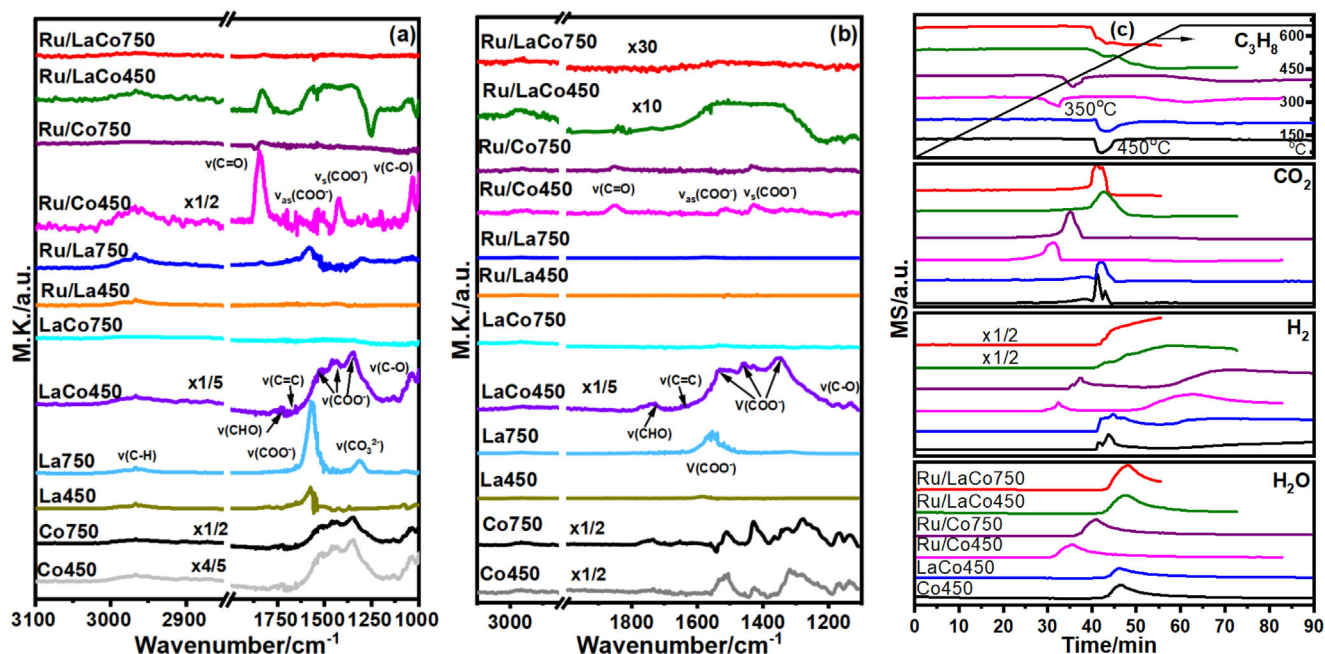 (a)
Ru/LaCo750
Ru/LaCo450
Ru/Co750
ν(C=O)
ν(C-O)
νs(COO-)
νas(COO-)
Ru/Co450
x1/2
Ru/La750
Ru/La450
LaCo750
ν(C-O)
ν(C=C)
LaCo450
x1/5
ν(COO-)
ν(CHO)
La750
ν(C-H)
ν(COO-)
ν(CO₃²⁻)
La450
Co750
x1/2
Co450
x4/5
M.K./a.u.
3100 3000 2900 1750 1500 1250 1000
Wavenumber/cm⁻¹
(b)
Ru/LaCo750
x30
Ru/LaCo450
x10
Ru/Co750
Ru/Co450
ν(C=O)
νas(COO-)
νs(COO-)
Ru/La750
Ru/La450
LaCo750
ν(C=C)
ν(C-O)
LaCo450
x1/5
V(COO-)
ν(CHO)
La750
V(COO-)
La450
Co750
x1/2
Co450
x1/2
M.K./a.u.
3000 1800 1600 1400 1200
Wavenumber/cm⁻¹
(c)
C₃H₈
600
450
300
150
°C
350°C
450°C
CO₂
H₂
x1/2
x1/2
H₂O
Ru/LaCo750
Ru/LaCo450
Ru/Co750
Ru/Co450
LaCo450
Co450
MS/a.u.
0 10 20 30 40 50 60 70 80 90
Time/min